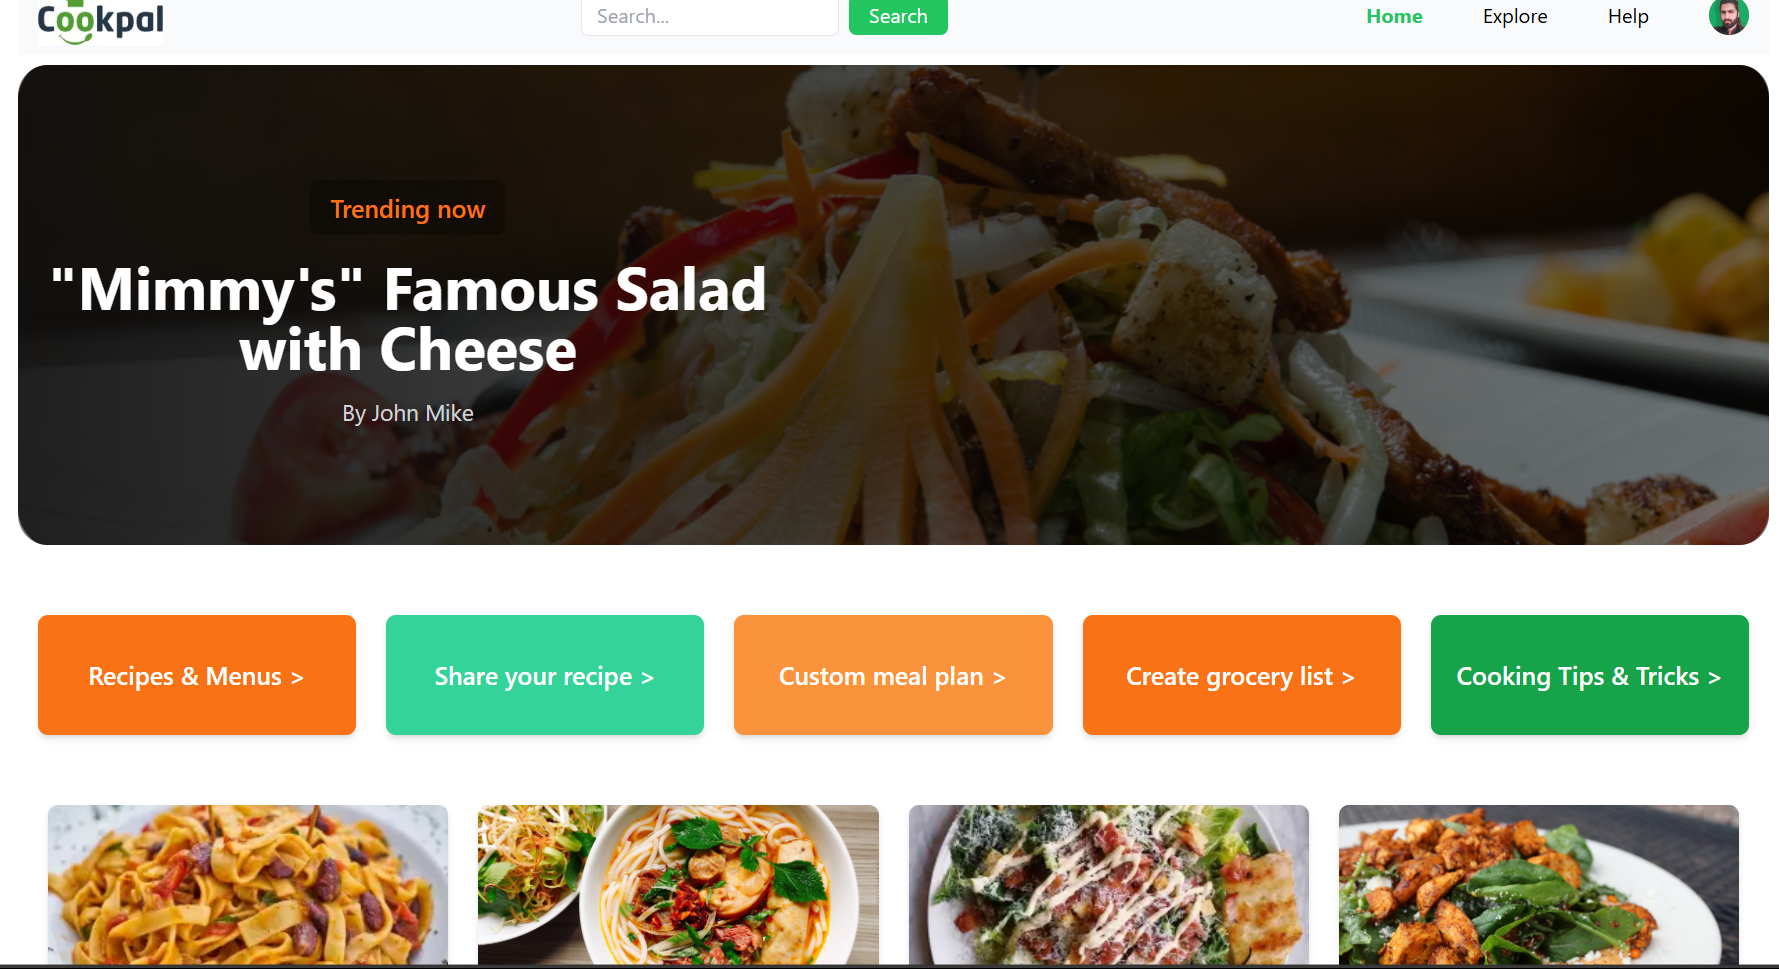 Cookpal
Search...
Search
Home
Explore
Help
Trending now
"Mimmy's" Famous Salad
with Cheese
By John Mike
Recipes & Menus >
Share your recipe >
Custom meal plan >
Create grocery list >
Cooking Tips & Tricks >